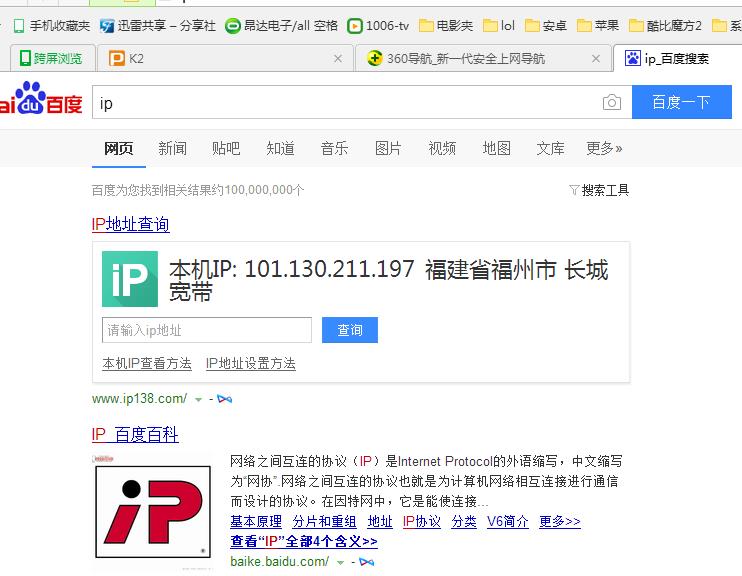 手机收藏夹 迅雷共享 – 分享社 昂达电子/all 空格 1006-tv 电影夹 lol 安卓 苹果 酷比魔方2 系
跨屏浏览 K2 360导航_新一代安全上网导航 ip_百度搜索
ai du 百度 ip 百度一下
网页 新闻 贴吧 知道 音乐 图片 视频 地图 文库 更多»
百度为您找到相关结果约100,000,000个 搜索工具
IP地址查询
iP 本机IP: 101.130.211.197 福建省福州市 长城
宽带
请输入ip地址 查询
本机IP查看方法 IP地址设置方法
www.ip138.com/ -
IP_百度百科
网络之间互连的协议（IP）是Internet Protocol的外语缩写，中文缩写
为“网协”.网络之间互连的协议也就是为计算机网络相互连接进行通信
而设计的协议。在因特网中，它是能使连接...
基本原理 分片和重组 地址 IP协议 分类 V6简介 更多>>
查看“IP”全部4个含义>>
baike.baidu.com/ -
iP